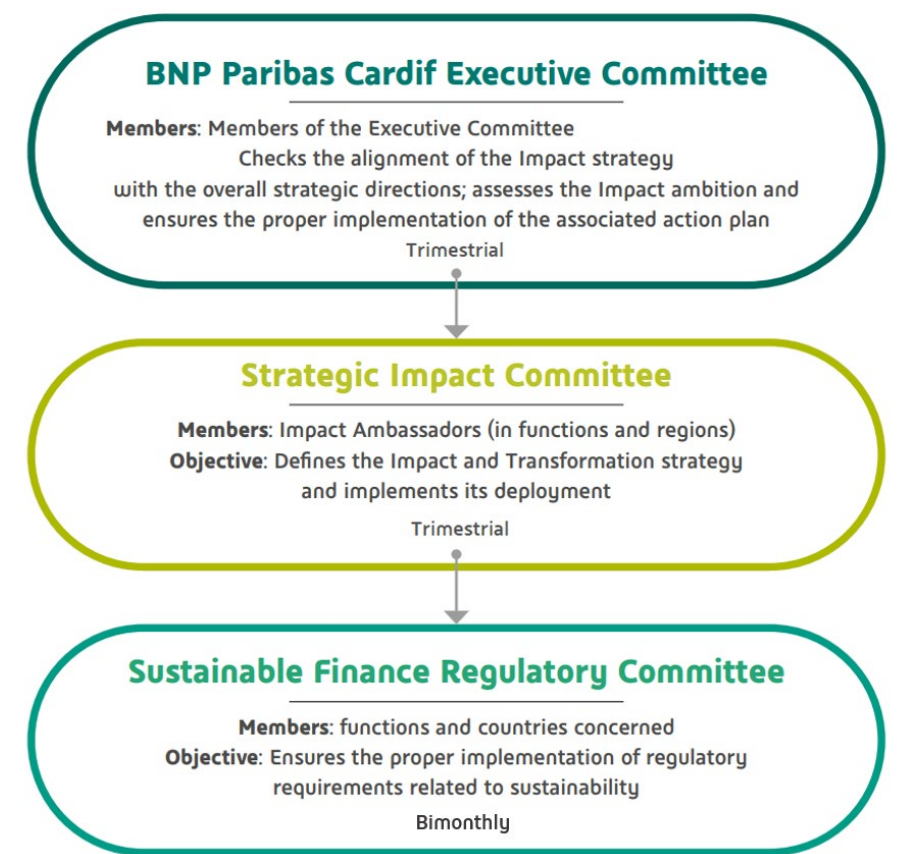 BNP Paribas Cardif Executive Committee
Members: Members of the Executive Committee
Checks the alignment of the Impact strategy
with the overall strategic directions; assesses the Impact ambition and
ensures the proper implementation of the associated action plan
Trimestrial
Strategic Impact Committee
Members: Impact Ambassadors (in functions and regions)
Objective: Defines the Impact and Transformation strategy
and implements its deployment
Trimestrial
Sustainable Finance Regulatory Committee
Members: functions and countries concerned
Objective: Ensures the proper implementation of regulatory
requirements related to sustainability
Bimonthly